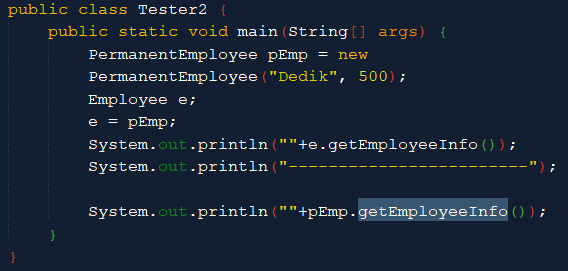 public class Tester2 {
public static void main(String[] args) {
PermanentEmployee pEmp = new
PermanentEmployee("Dedik", 500);
Employee e;
e = pEmp;
System.out.println(""+e.getEmployeeInfo());
System.out.println("------------------------");
System.out.println(""+pEmp.getEmployeeInfo());
}
}